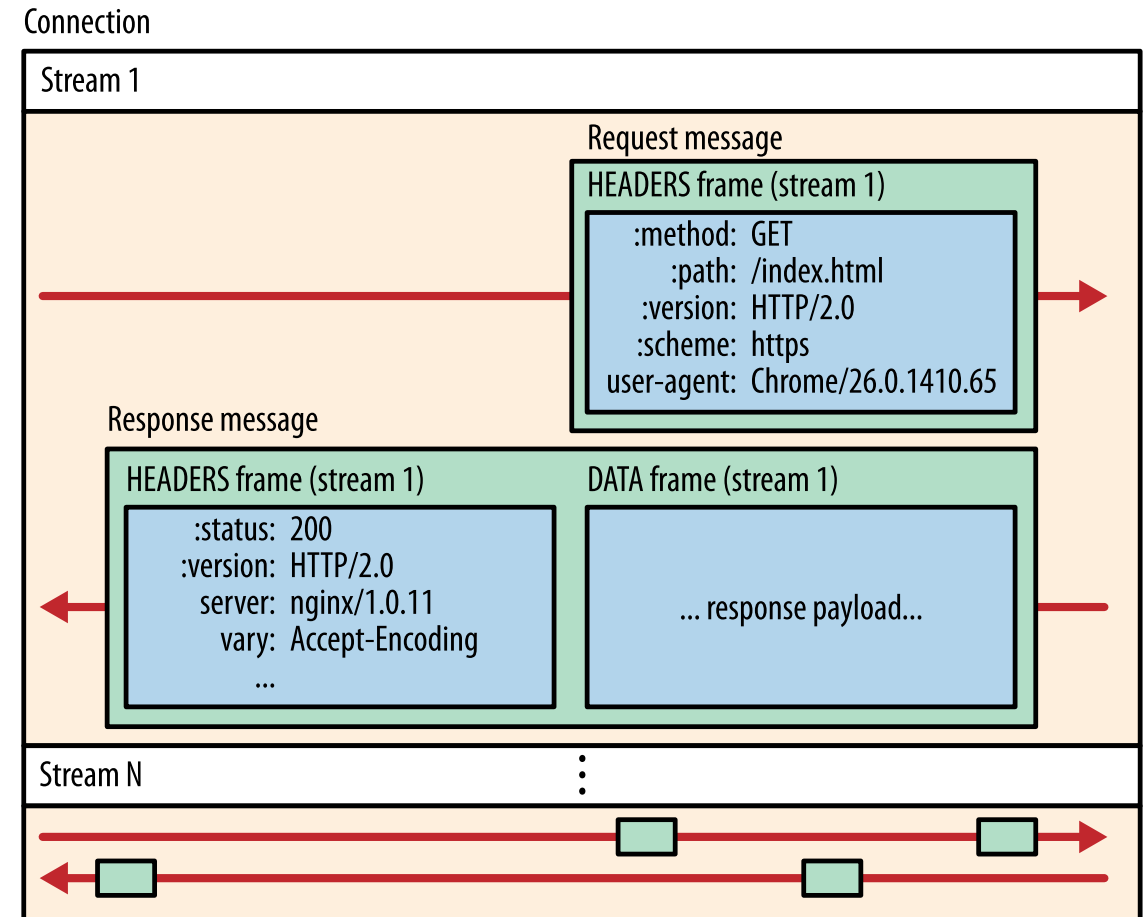 Connection
Stream 1
Request message
HEADERS frame (stream 1)
:method: GET
:path: /index.html
:version: HTTP/2.0
:scheme: https
user-agent: Chrome/26.0.1410.65
Response message
HEADERS frame (stream 1)
:status: 200
:version: HTTP/2.0
server: nginx/1.0.11
vary: Accept-Encoding
...
DATA frame (stream 1)
... response payload...
Stream N